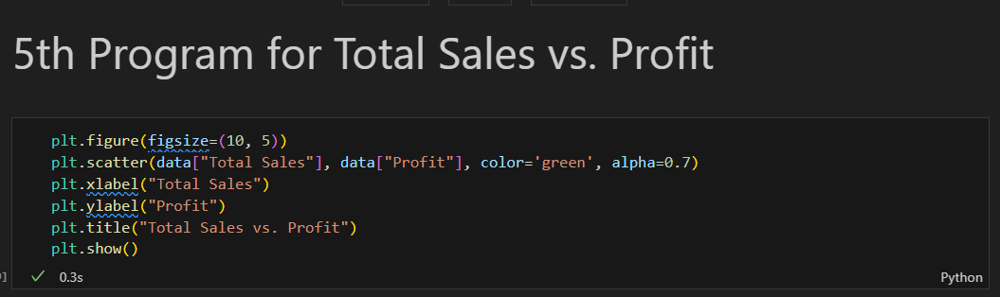 5th Program for Total Sales vs. Profit
plt.figure(figsize=(10, 5))
plt.scatter(data["Total Sales"], data["Profit"], color='green', alpha=0.7)
plt.xlabel("Total Sales")
plt.ylabel("Profit")
plt.title("Total Sales vs. Profit")
plt.show()
0.3s
Python